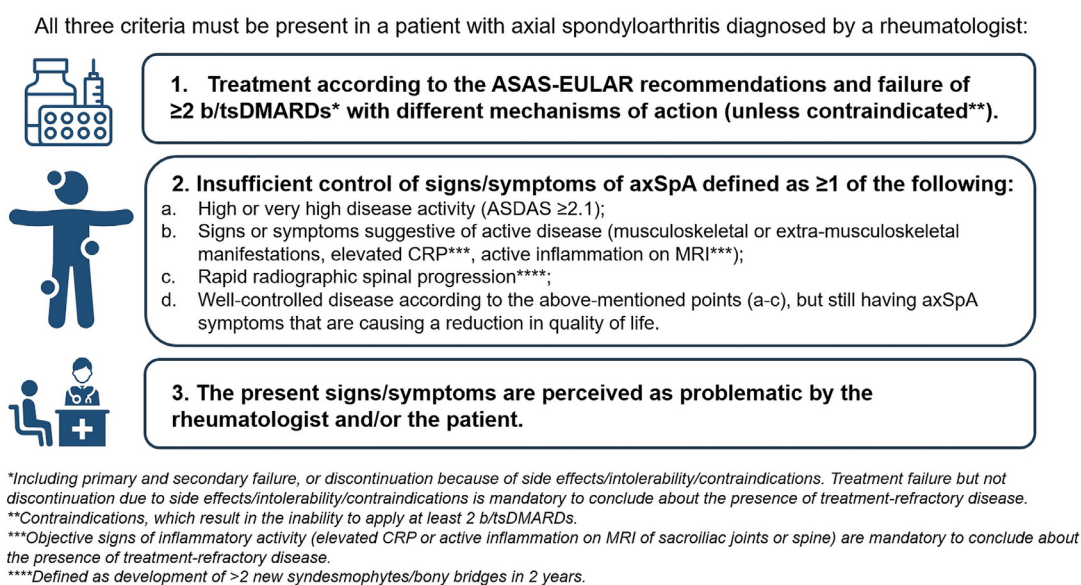 All three criteria must be present in a patient with axial spondyloarthritis diagnosed by a rheumatologist:
1. Treatment according to the ASAS-EULAR recommendations and failure of
≥2 b/tsDMARDs* with different mechanisms of action (unless contraindicated**).
2. Insufficient control of signs/symptoms of axSpA defined as ≥1 of the following:
a. High or very high disease activity (ASDAS ≥2.1);
b. Signs or symptoms suggestive of active disease (musculoskeletal or extra-musculoskeletal
manifestations, elevated CRP***, active inflammation on MRI***);
c. Rapid radiographic spinal progression****;
d. Well-controlled disease according to the above-mentioned points (a-c), but still having axSpA
symptoms that are causing a reduction in quality of life.
3. The present signs/symptoms are perceived as problematic by the
rheumatologist and/or the patient.
*Including primary and secondary failure, or discontinuation because of side effects/intolerability/contraindications. Treatment failure but not
discontinuation due to side effects/intolerability/contraindications is mandatory to conclude about the presence of treatment-refractory disease.
**Contraindications, which result in the inability to apply at least 2 b/tsDMARDs.
***Objective signs of inflammatory activity (elevated CRP or active inflammation on MRI of sacroiliac joints or spine) are mandatory to conclude about
the presence of treatment-refractory disease.
****Defined as development of >2 new syndesmophytes/bony bridges in 2 years.